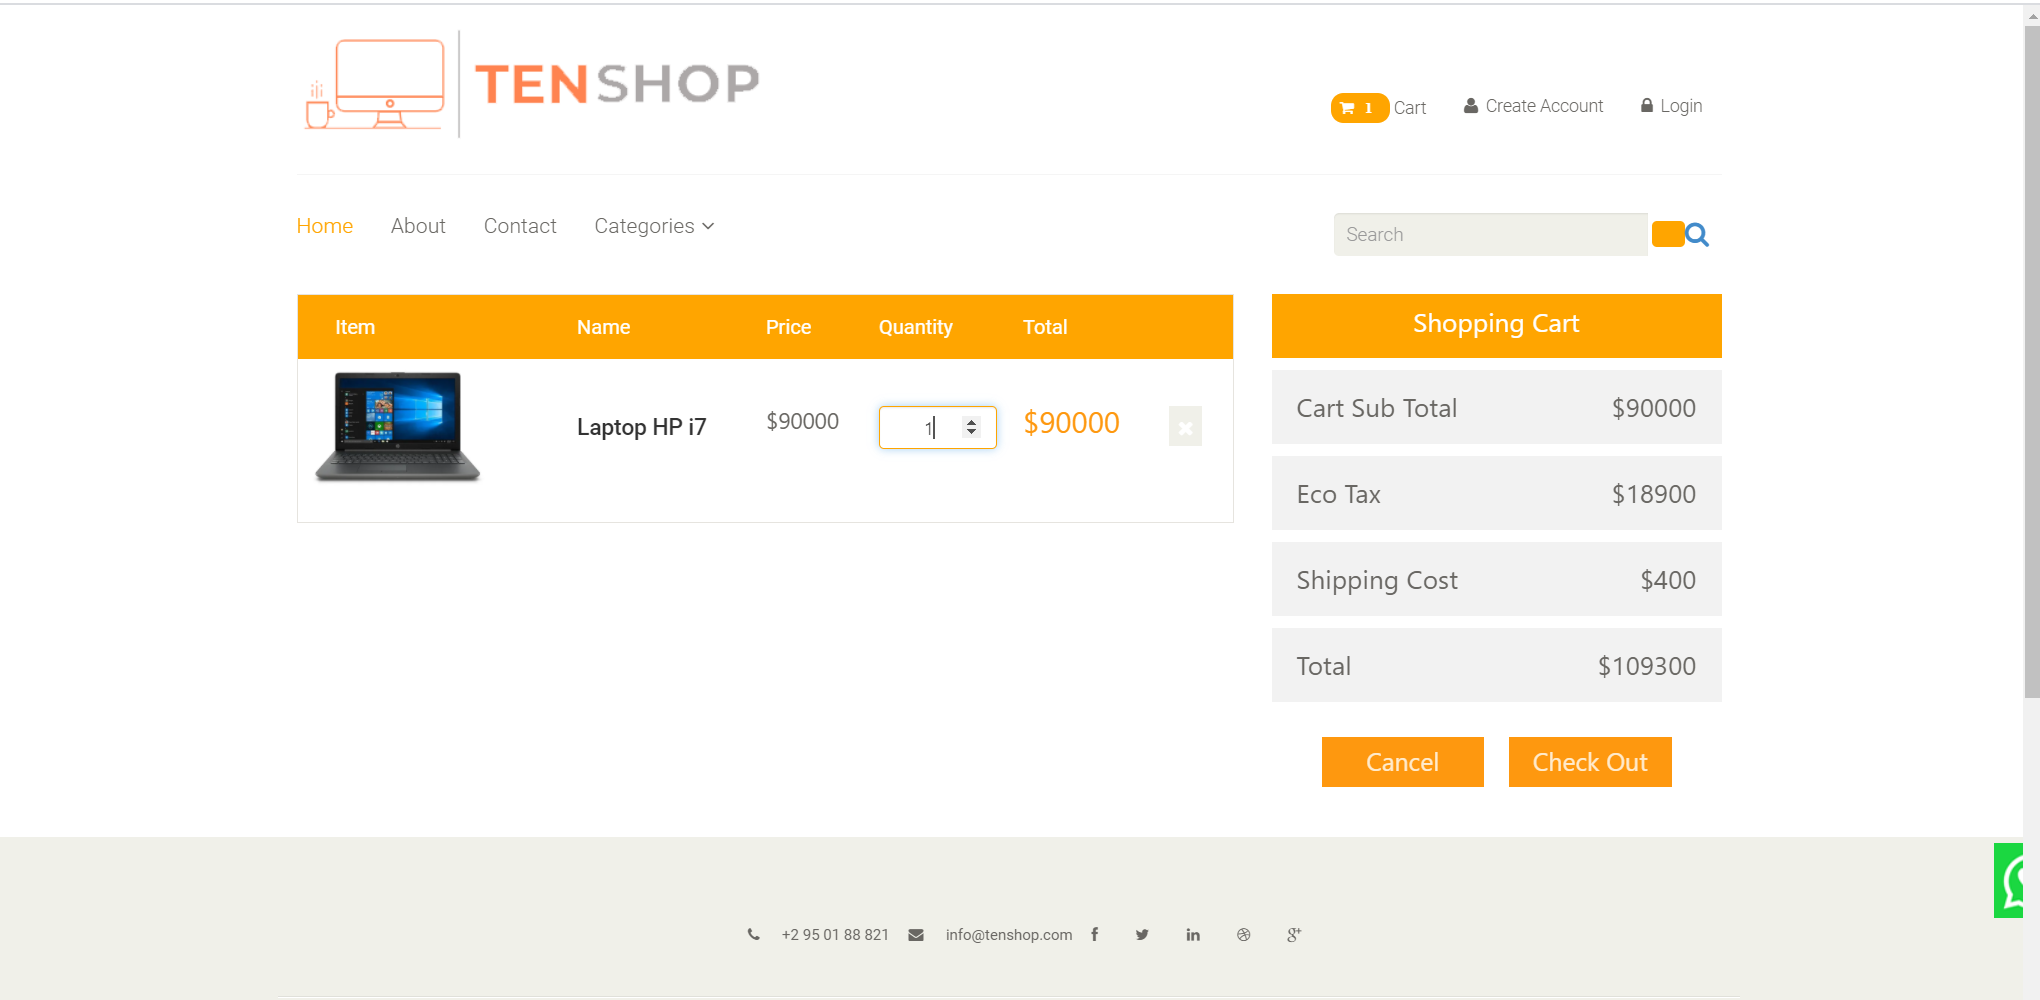 TENSHOP
1 Cart Create Account Login
Home About Contact Categories
Search
Item Name Price Quantity Total
Laptop HP i7 $90000 1 $90000
Shopping Cart
Cart Sub Total $90000
Eco Tax $18900
Shipping Cost $400
Total $109300
Cancel Check Out
+2 95 01 88 821 info@tenshop.com